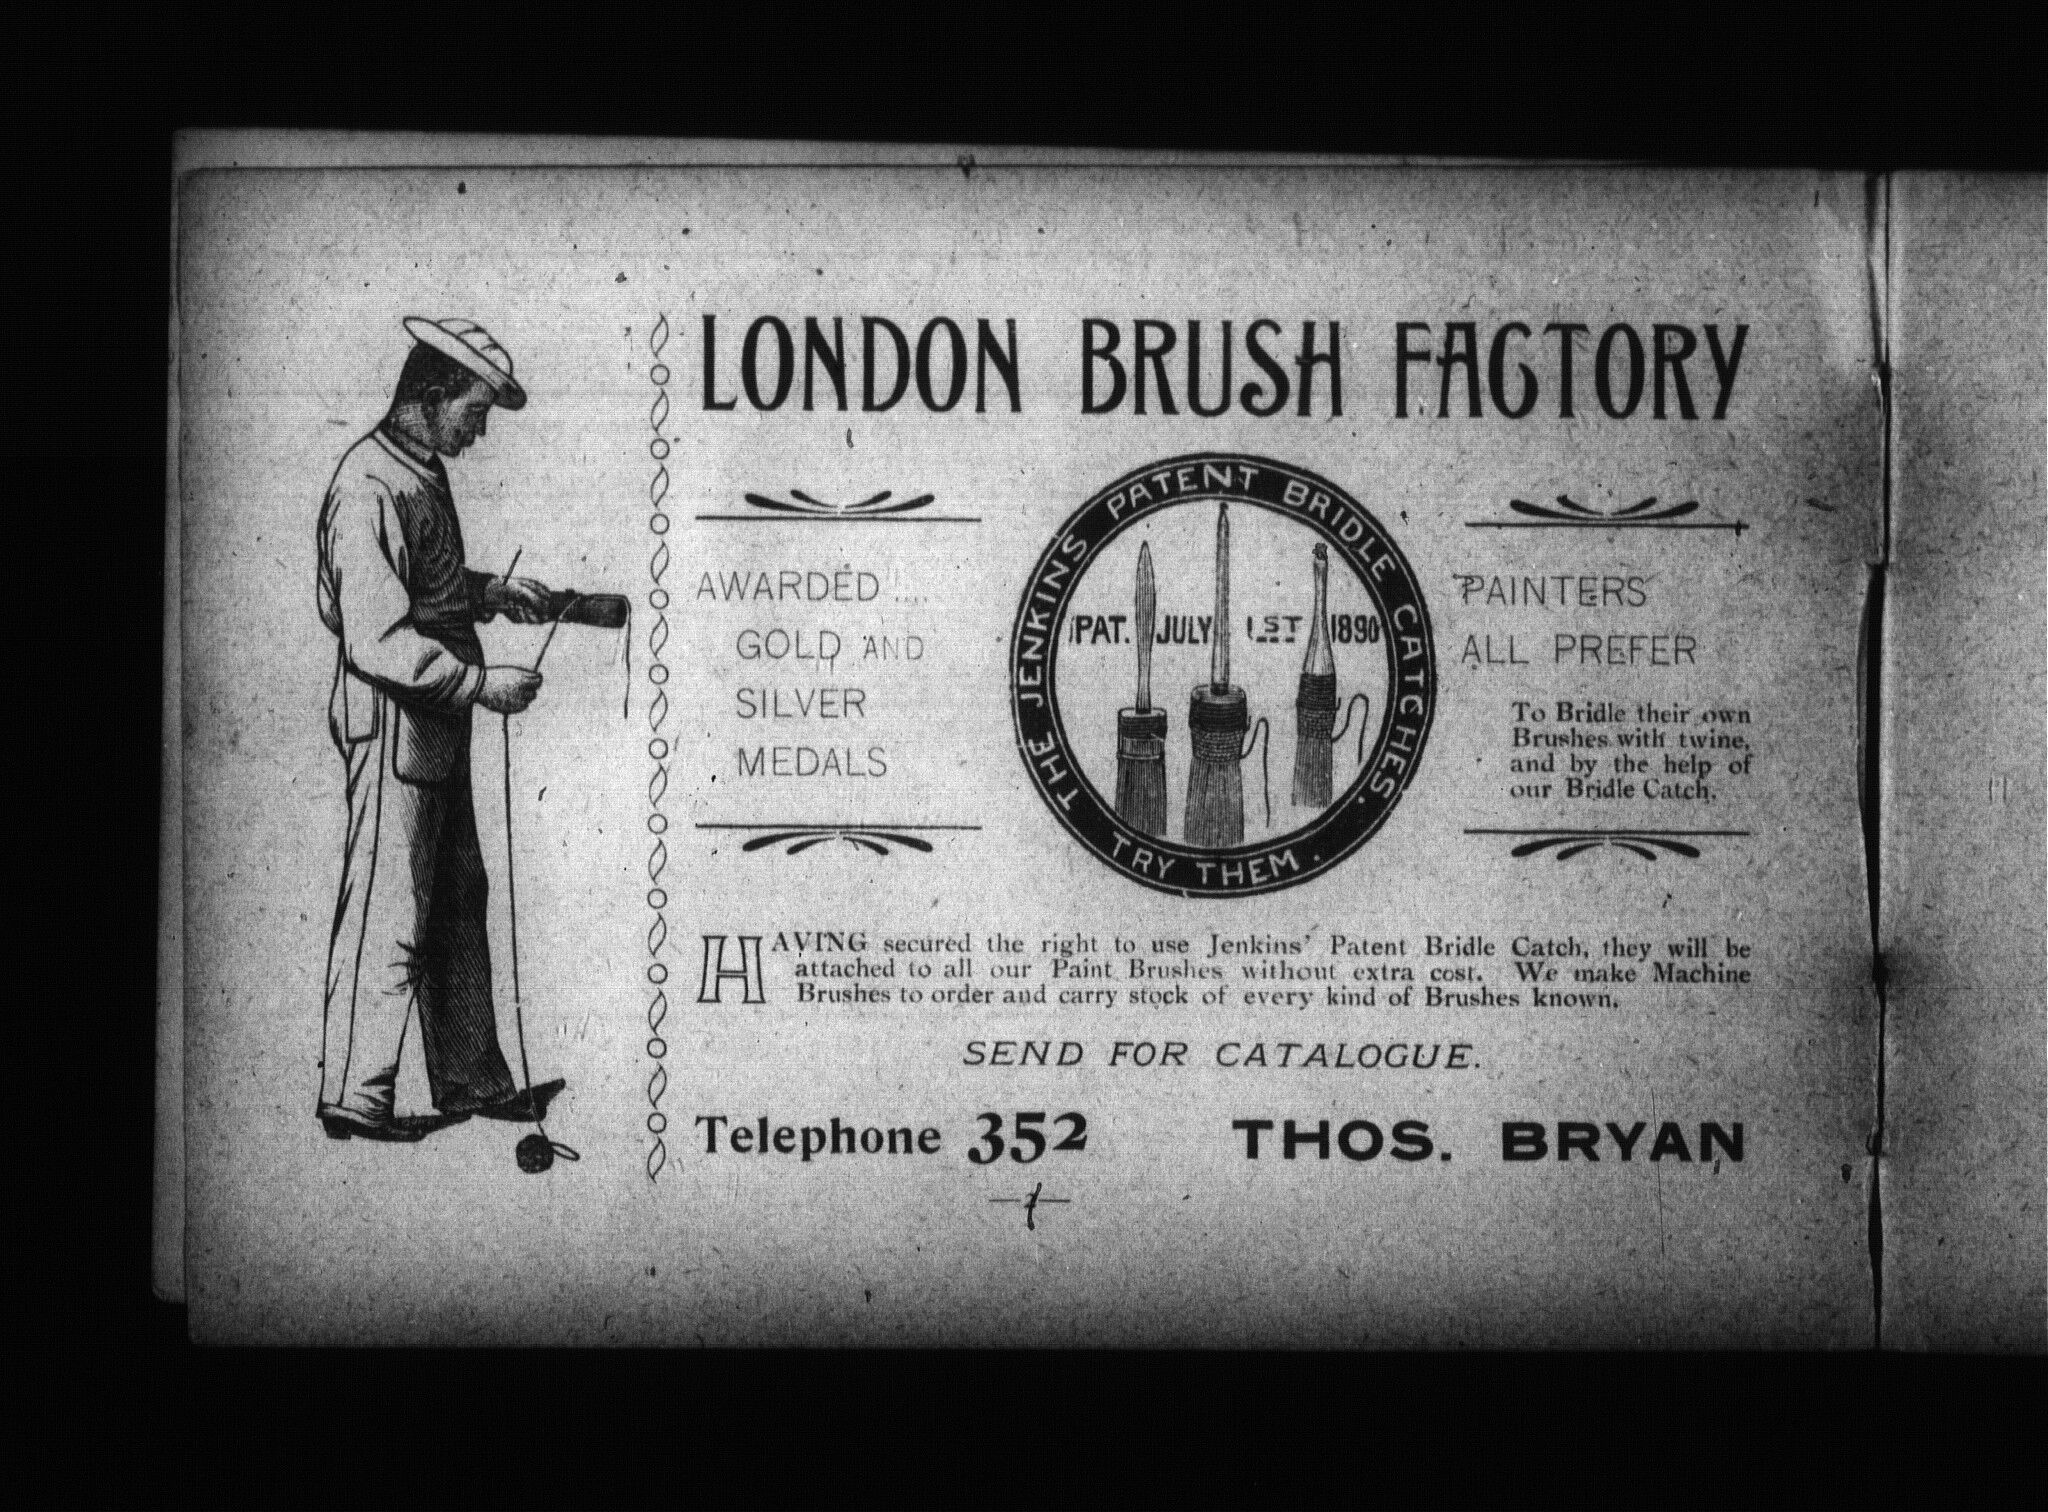 LONDON BRUSH FACTORY
AWARDED ....
GOLD AND
SILVER
MEDALS
THE JENKINS PATENT BRIDLE CATCHES.
PAT. JULY 1ST 1890
TRY THEM.
PAINTERS
ALL PREFER
To Bridle their own
Brushes with twine,
and by the help of
our Bridle Catch.
HAVING secured the right to use Jenkins' Patent Bridle Catch, they will be
attached to all our Paint Brushes without extra cost. We make Machine
Brushes to order and carry stock of every kind of Brushes known.
SEND FOR CATALOGUE.
Telephone 352
THOS. BRYAN